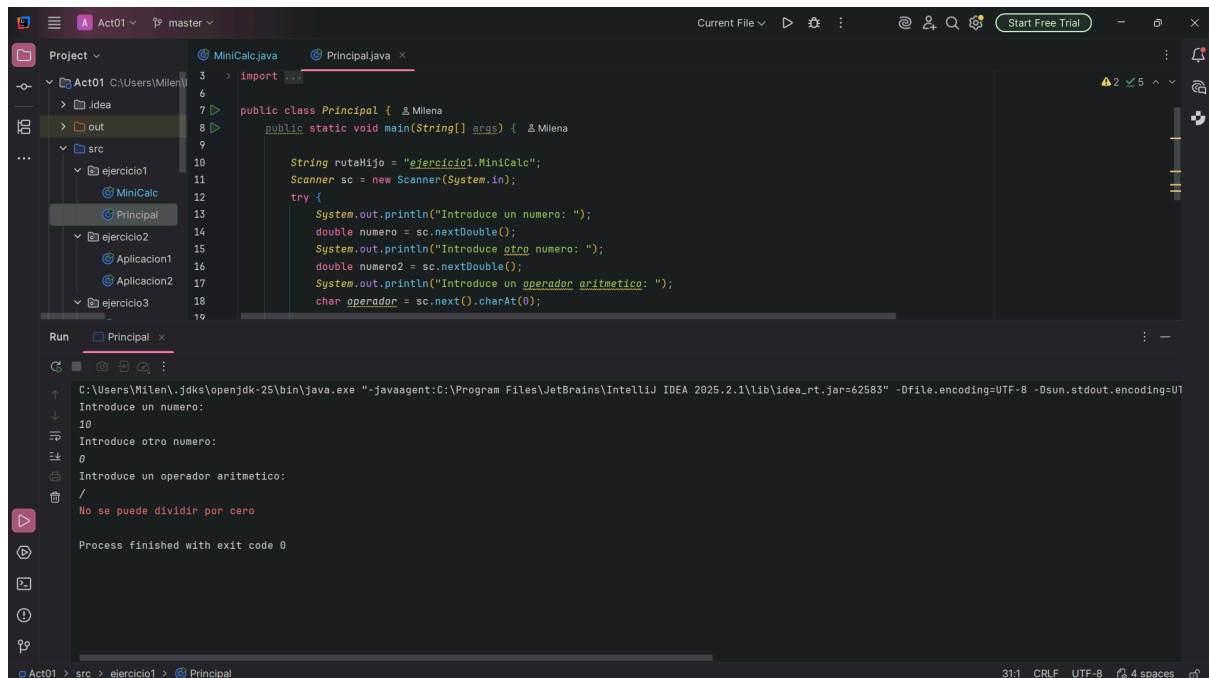 A Act01 master Current File Start Free Trial
Project
MiniCalc.java Principal.java
Act01 C:\Users\Milen\
.idea
out
src
ejercicio1
MiniCalc
Principal
ejercicio2
Aplicacion1
Aplicacion2
ejercicio3
2 5
3 import ...
6
7 public class Principal { Milena
8 public static void main(String[] args) { Milena
9
10 String rutaHijo = "ejercicio1.MiniCalc";
11 Scanner sc = new Scanner(System.in);
12 try {
13 System.out.println("Introduce un numero: ");
14 double numero = sc.nextDouble();
15 System.out.println("Introduce otro numero: ");
16 double numero2 = sc.nextDouble();
17 System.out.println("Introduce un operador aritmetico: ");
18 char operador = sc.next().charAt(0);
19
Run Principal
C:\Users\Milen\.jdks\openjdk-25\bin\java.exe "-javaagent:C:\Program Files\JetBrains\IntelliJ IDEA 2025.2.1\lib\idea_rt.jar=62583" -Dfile.encoding=UTF-8 -Dsun.stdout.encoding=UT
Introduce un numero:
10
Introduce otro numero:
0
Introduce un operador aritmetico:
/
No se puede dividir por cero
Process finished with exit code 0
Act01 > src > ejercicio1 > Principal 31:1 CRLF UTF-8 4 spaces